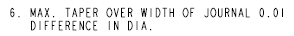 6. MAX. TAPER OVER WIDTH OF JOURNAL 0.01
DIFFERENCE IN DIA.